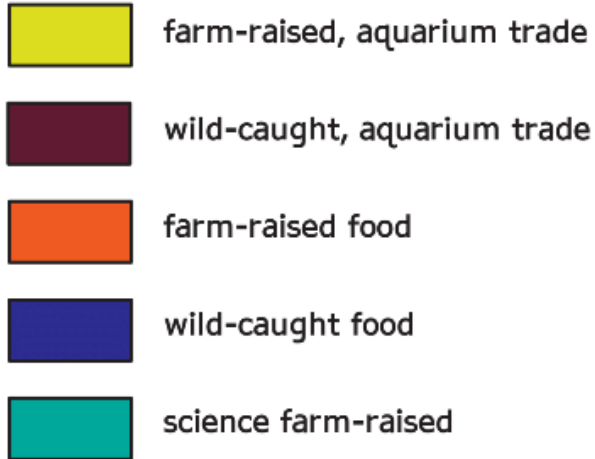 farm-raised, aquarium trade
wild-caught, aquarium trade
farm-raised food
wild-caught food
science farm-raised